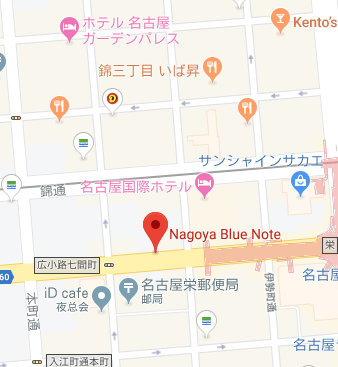 ホテル 名古屋
ガーデンパレス
Kento's
錦三丁目 いば昇
サンシャインサカエ
錦通
名古屋国際ホテル
Nagoya Blue Note
栄
広小路七間町
60
名古屋
iD cafe
夜总会
名古屋栄郵便局
邮局
本町通
伊勢町通
名古屋
入江町通本町